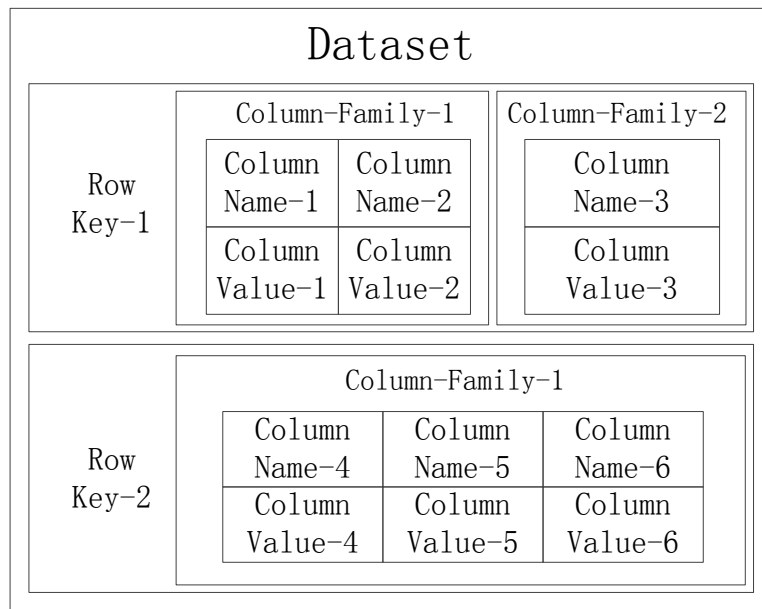 Dataset
Column-Family-1 Column-Family-2
Row
Key-1
Column Column Column
Name-1 Name-2 Name-3
Column Column Column
Value-1 Value-2 Value-3
Column-Family-1
Row
Key-2
Column Column Column
Name-4 Name-5 Name-6
Column Column Column
Value-4 Value-5 Value-6